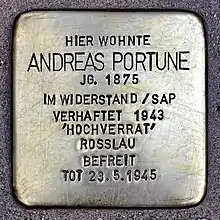 HIER WOHNTE
ANDREAS PORTUNE
JG. 1875
IM WIDERSTAND / SAP
VERHAFTET 1943
'HOCHVERRAT'
ROSSLAU
BEFREIT
TOT 23.5.1945